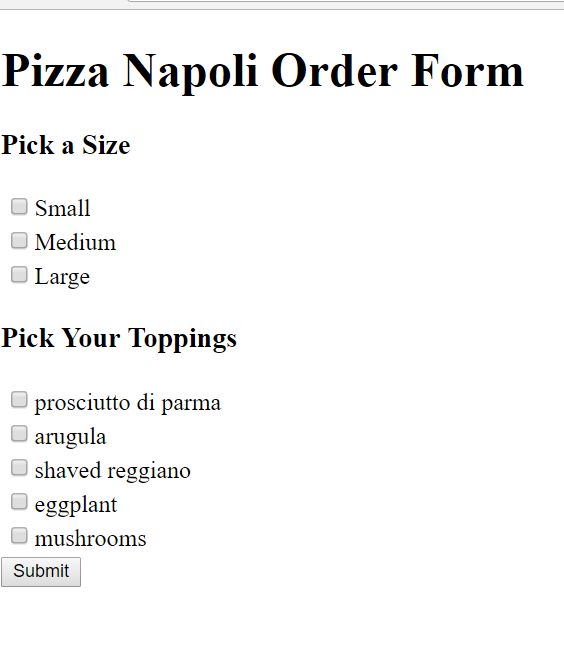 Pizza Napoli Order Form
Pick a Size
Small
Medium
Large
Pick Your Toppings
prosciutto di parma
arugula
shaved reggiano
eggplant
mushrooms
Submit